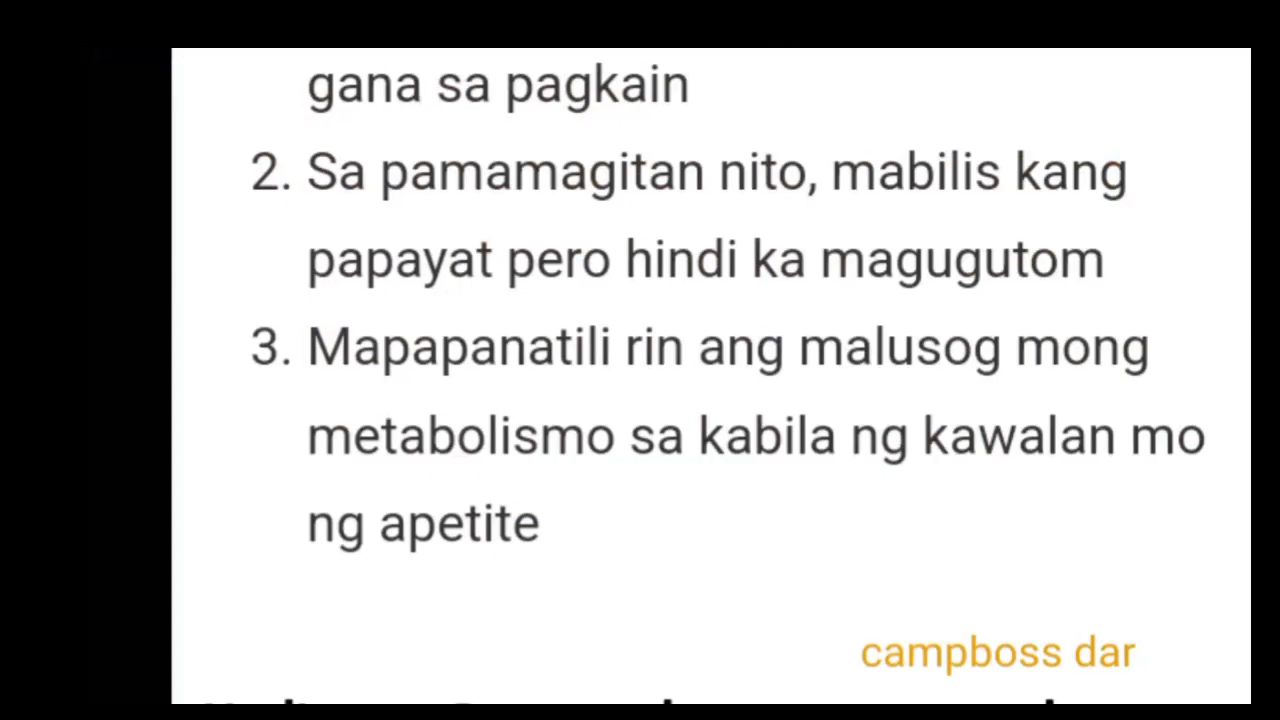 gana sa pagkain
2. Sa pamamagitan nito, mabilis kang
papayat pero hindi ka magugutom
3. Mapapanatili rin ang malusog mong
metabolismo sa kabila ng kawalan mo
ng apetite
campboss dar